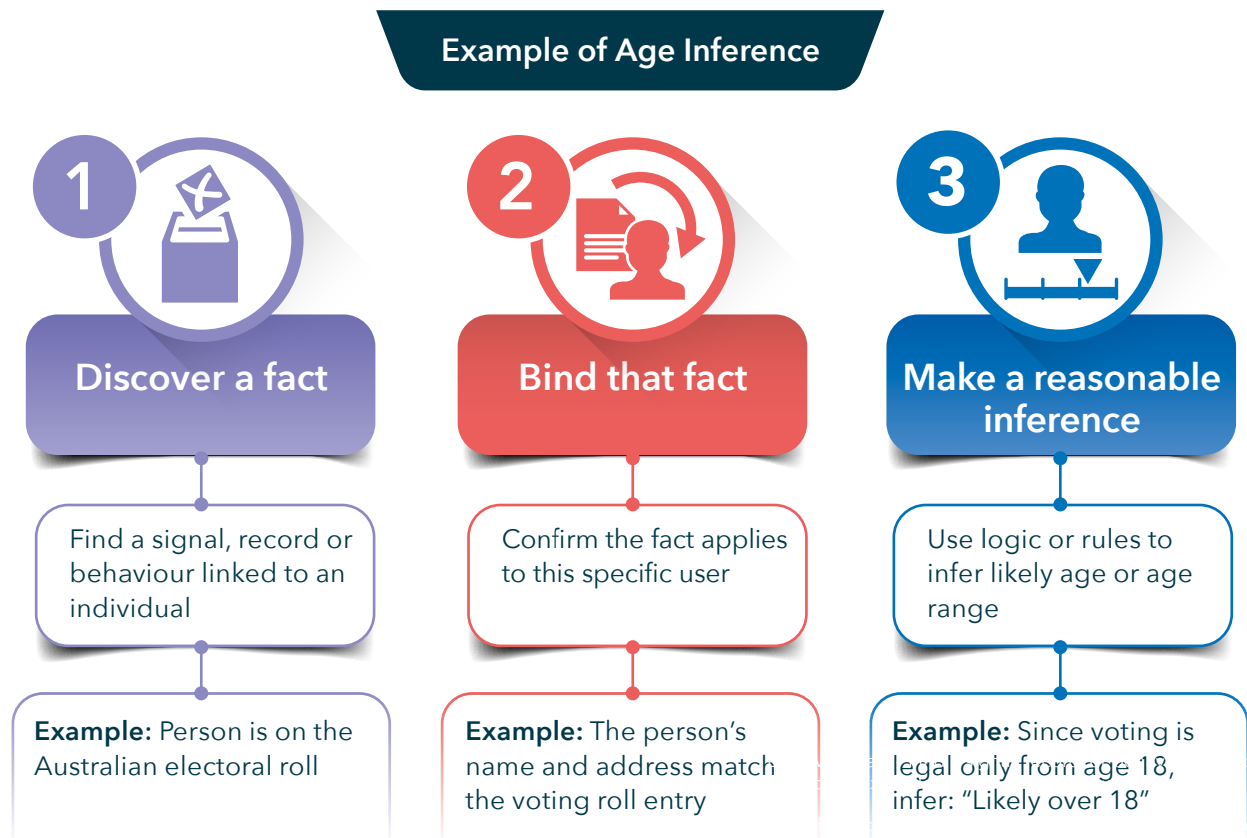 Example of Age Inference
1
Discover a fact
Find a signal, record or
behaviour linked to an
individual
Example: Person is on the
Australian electoral roll
2
Bind that fact
Confirm the fact applies
to this specific user
Example: The person's
name and address match
the voting roll entry
3
Make a reasonable
inference
Use logic or rules to
infer likely age or age
range
Example: Since voting is
legal only from age 18,
infer: “Likely over 18”